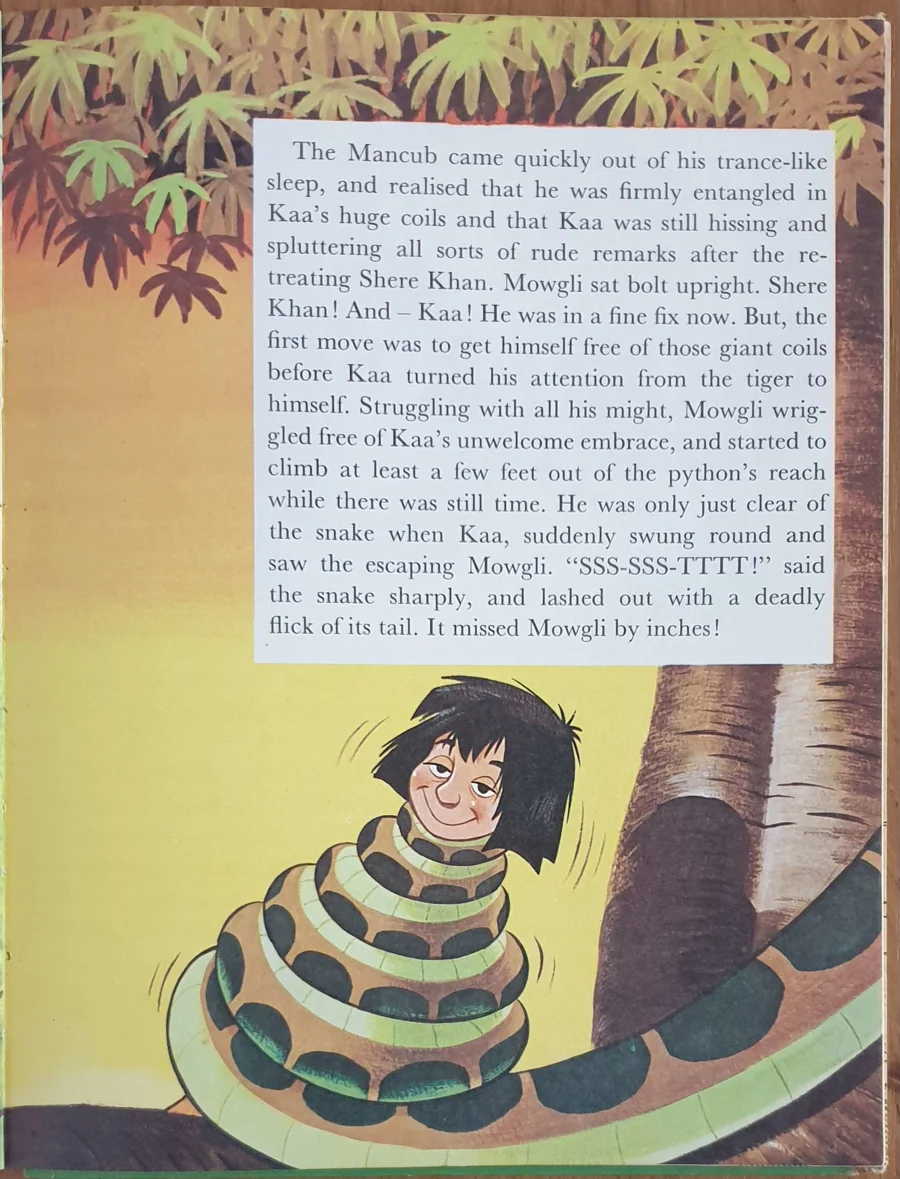 The Mancub came quickly out of his trance-like
sleep, and realised that he was firmly entangled in
Kaa’s huge coils and that Kaa was still hissing and
spluttering all sorts of rude remarks after the re-
treating Shere Khan. Mowgli sat bolt upright. Shere
Khan! And – Kaa! He was in a fine fix now. But, the
first move was to get himself free of those giant coils
before Kaa turned his attention from the tiger to
himself. Struggling with all his might, Mowgli wrig-
gled free of Kaa’s unwelcome embrace, and started to
climb at least a few feet out of the python’s reach
while there was still time. He was only just clear of
the snake when Kaa, suddenly swung round and
saw the escaping Mowgli. “SSS-SSS-TTTT!” said
the snake sharply, and lashed out with a deadly
flick of its tail. It missed Mowgli by inches!